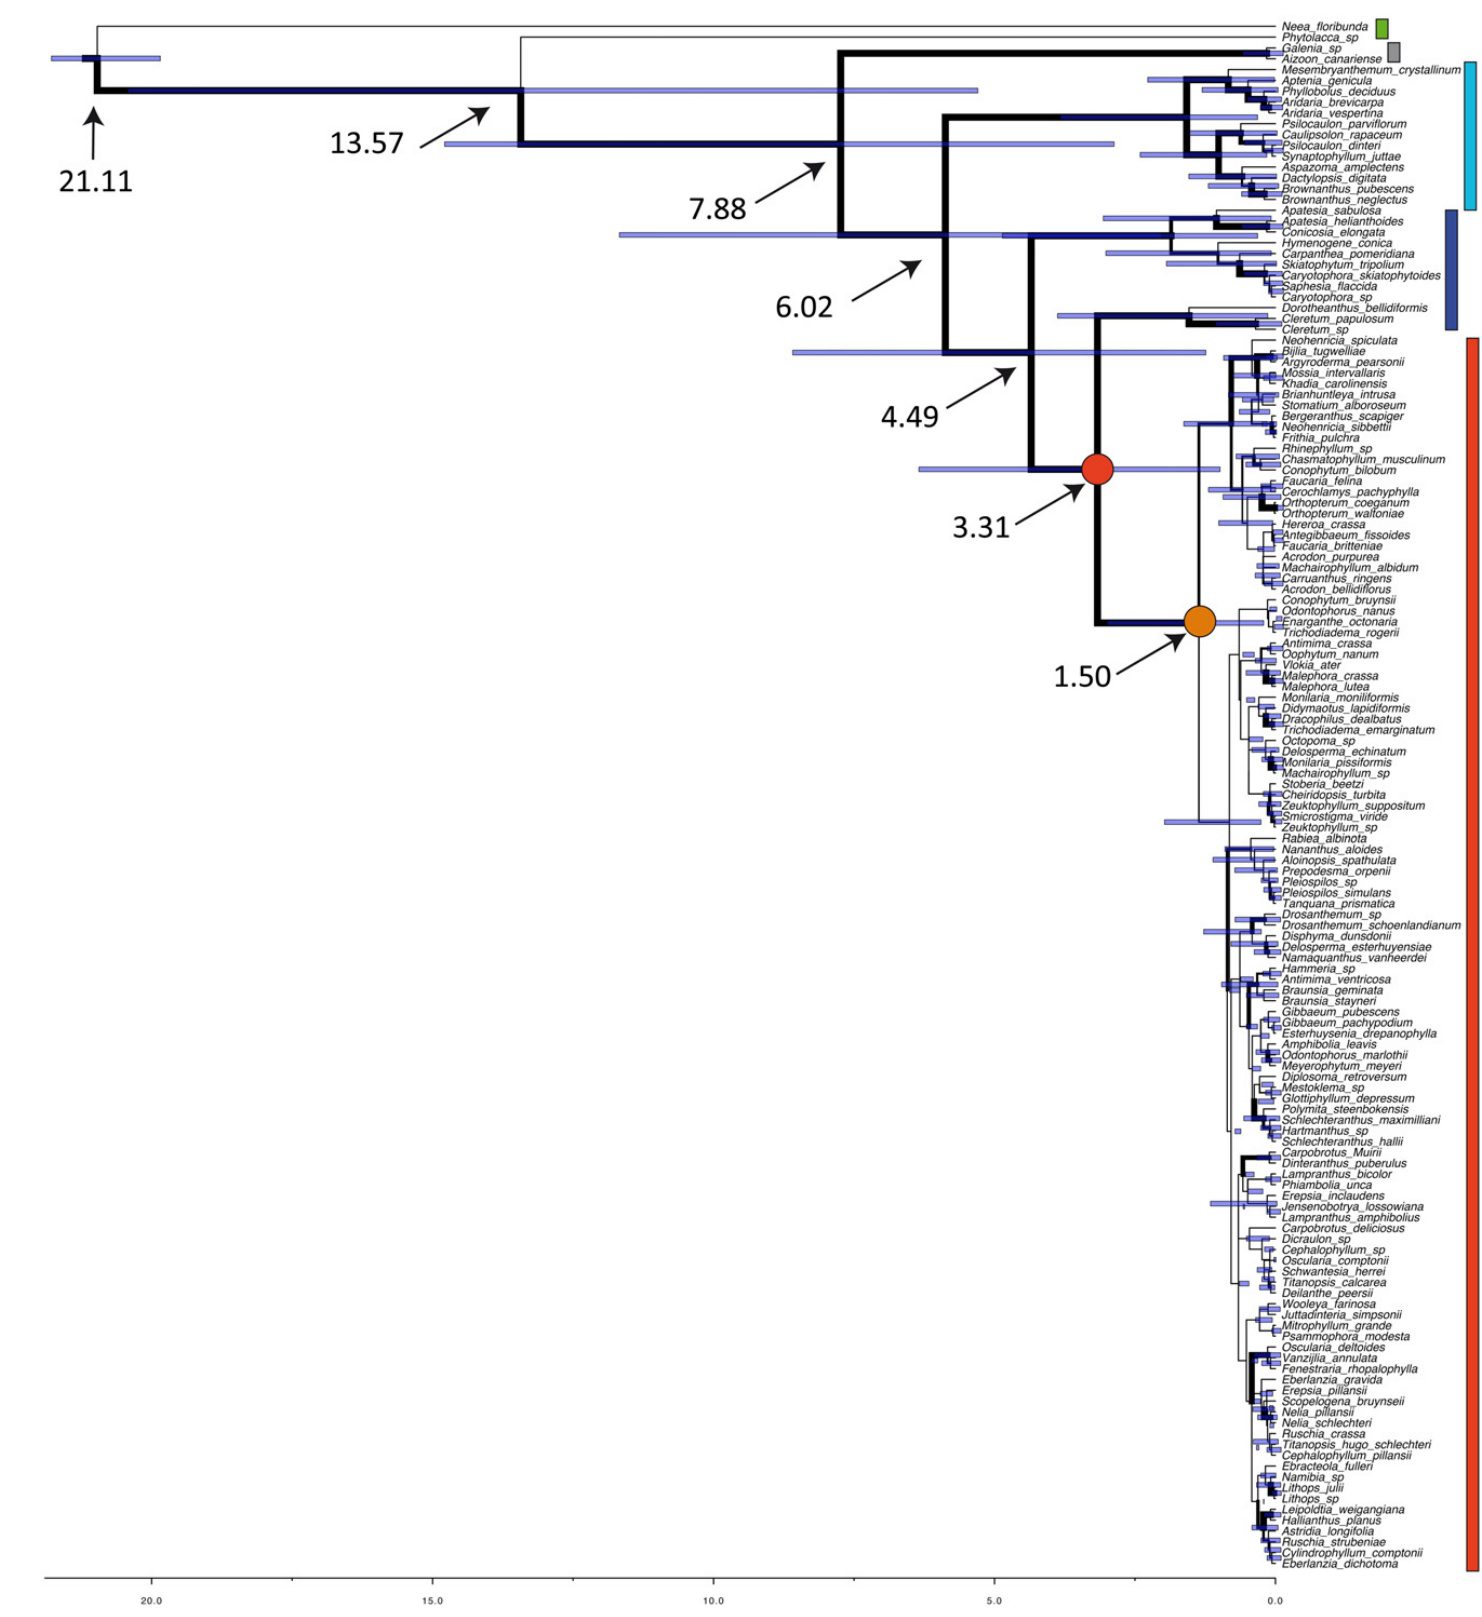 Neea_floribunda
Phytolacca_sp
Galenia_sp
Aizoon_canariense
Mesembryanthemum_crystallinum
Aptenia_genicula
Phyllobolus_deciduus
Aridaria_brevicarpa
Aridaria_vespertina
Psilocaulon_parviflorum
Caulipsolon_rapaceum
Psilocaulon_dinteri
Synaptophyllum_juttae
Aspazoma_amplectens
Dactylopsis_digitata
Brownanthus_pubescens
Brownanthus_neglectus
Apatesia_sabulosa
Apatesia_helianthoides
Conicosia_elongata
Hymenogene_conica
Carpanthea_pomeridiana
Skiatophytum_tripolium
Caryotophora_skiatophytoides
Saphesia_flaccida
Caryotophora_sp
Dorotheanthus_bellidiformis
Cleretum_papulosum
Cleretum_sp
Neohenricia_spiculata
Bijlia_tugwelliae
Argyroderma_pearsonii
Mossia_intervallaris
Khadia_carolinensis
Brianhuntleya_intrusa
Stomatium_alboroseum
Bergeranthus_scapiger
Neohenricia_sibbettii
Frithia_pulchra
Rhinephyllum_sp
Chasmatophyllum_musculinum
Conophytum_bilobum
Faucaria_felina
Cerochlamys_pachyphylla
Orthopterum_coeganum
Orthopterum_waltoniae
Hereroa_crassa
Antegibbaeum_fissoides
Faucaria_britteniae
Acrodon_purpurea
Machairophyllum_albidum
Carruanthus_ringens
Acrodon_bellidiflorus
Conophytum_bruynsii
Odontophorus_nanus
Enarganthe_octonaria
Trichodiadema_rogerii
Antimima_crassa
Oophytum_nanum
Vlokia_ater
Malephora_crassa
Malephora_lutea
Monilaria_moniliformis
Didymaotus_lapidiformis
Dracophilus_dealbatus
Trichodiadema_emarginatum
Octopoma_sp
Delosperma_echinatum
Monilaria_pissiformis
Machairophyllum_sp
Stoberia_beetzi
Cheiridopsis_turbita
Zeuktophyllum_suppositum
Smicrostigma_viride
Zeuktophyllum_sp
Rabiea_albinota
Nananthus_aloides
Aloinopsis_spathulata
Prepodesma_orpenii
Pleiospilos_sp
Pleiospilos_simulans
Tanquana_prismatica
Drosanthemum_sp
Drosanthemum_schoenlandianum
Disphyma_dunsdonii
Delosperma_esterhuyensiae
Namaquanthus_vanheerdei
Hammeria_sp
Antimima_ventricosa
Braunsia_geminata
Braunsia_stayneri
Gibbaeum_pubescens
Gibbaeum_pachypodium
Esterhuysenia_drepanophylla
Amphibolia_leavis
Odontophorus_marlothii
Meyerophytum_meyeri
Diplosoma_retroversum
Mestoklema_sp
Glottiphyllum_depressum
Polymita_steenbokensis
Schlechteranthus_maximilliani
Hartmanthus_sp
Schlechteranthus_hallii
Carpobrotus_Muirii
Dinteranthus_puberulus
Lampranthus_bicolor
Phiambolia_unca
Erepsia_inclaudens
Jensenobotrya_lossowiana
Lampranthus_amphibolius
Carpobrotus_deliciosus
Dicraulon_sp
Cephalophyllum_sp
Oscularia_comptonii
Schwantesia_herrei
Titanopsis_calcarea
Deilanthe_peersii
Wooleya_farinosa
Juttadinteria_simpsonii
Mitrophyllum_grande
Psammophora_modesta
Oscularia_deltoides
Vanzijlia_annulata
Fenestraria_rhopalophylla
Eberlanzia_gravida
Erepsia_pillansii
Scopelogena_bruynseii
Nelia_pillansii
Nelia_schlechteri
Ruschia_crassa
Titanopsis_hugo_schlechteri
Cephalophyllum_pillansii
Ebracteola_fulleri
Namibia_sp
Lithops_julii
Lithops_sp
Leipoldtia_weigangiana
Hallianthus_planus
Astridia_longifolia
Ruschia_strubeniae
Cylindrophyllum_comptonii
Eberlanzia_dichotoma
21.11
13.57
7.88
6.02
4.49
3.31
1.50
20.0 15.0 10.0 5.0 0.0